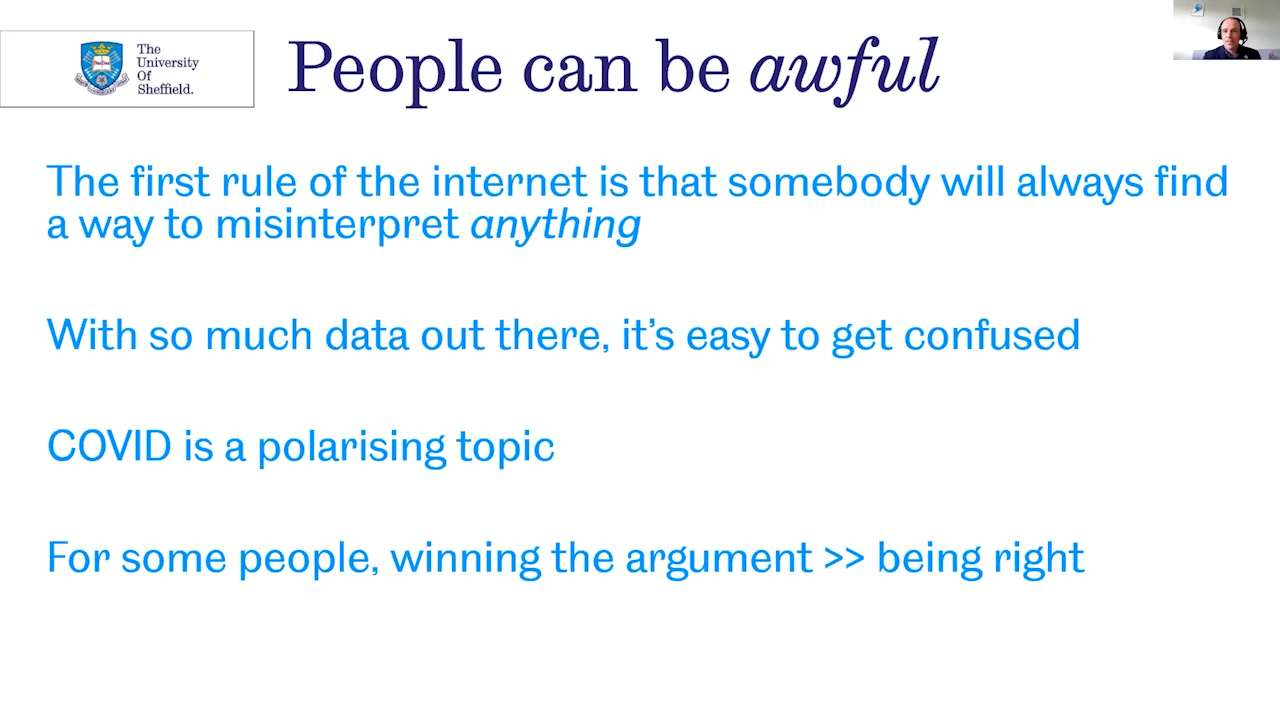 The
University
Of
Sheffield.
People can be awful
The first rule of the internet is that somebody will always find
a way to misinterpret anything
With so much data out there, it’s easy to get confused
COVID is a polarising topic
For some people, winning the argument >> being right